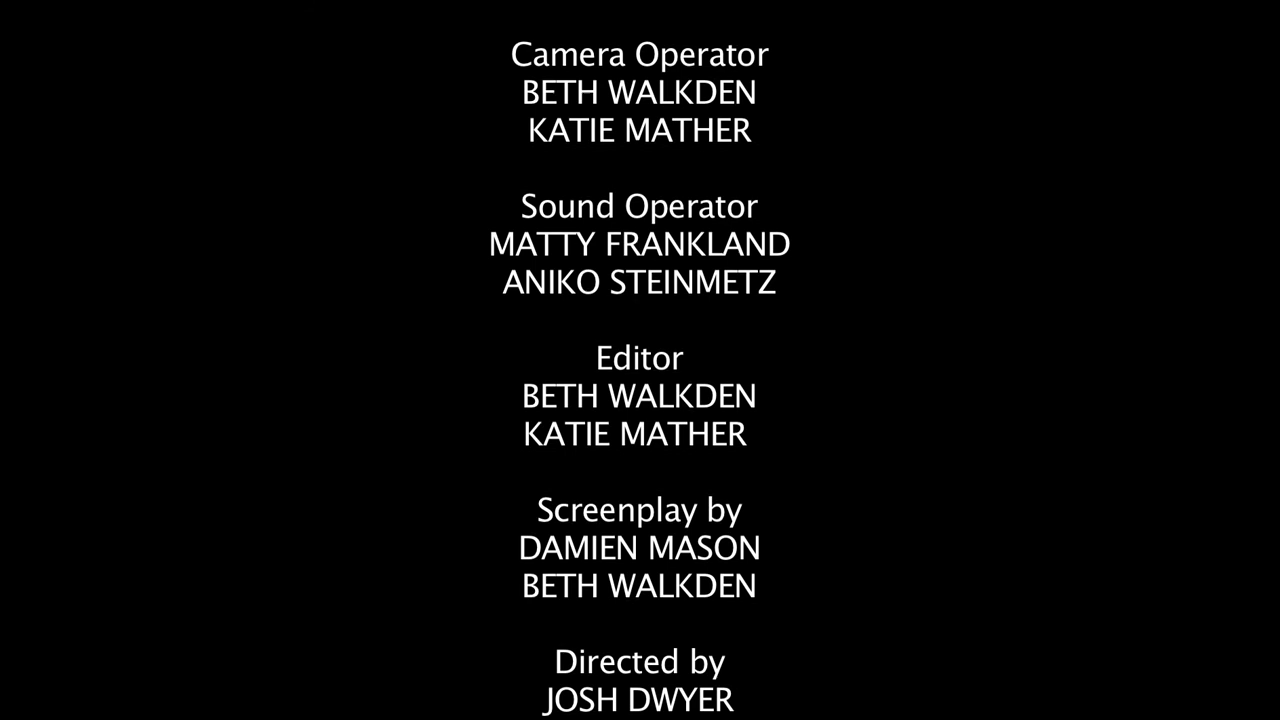 Camera Operator
BETH WALKDEN
KATIE MATHER
Sound Operator
MATTY FRANKLAND
ANIKO STEINMETZ
Editor
BETH WALKDEN
KATIE MATHER
Screenplay by
DAMIEN MASON
BETH WALKDEN
Directed by
JOSH DWYER